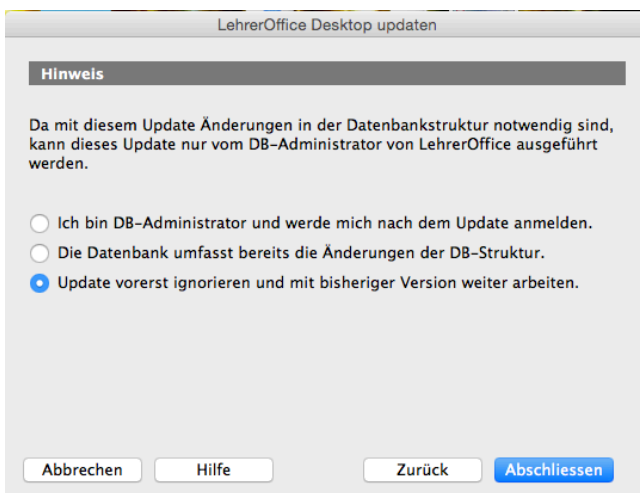 LehrerOffice Desktop updaten
Hinweis
Da mit diesem Update Änderungen in der Datenbankstruktur notwendig sind,
kann dieses Update nur vom DB-Administrator von LehrerOffice ausgeführt
werden.
Ich bin DB-Administrator und werde mich nach dem Update anmelden.
Die Datenbank umfasst bereits die Änderungen der DB-Struktur.
Update vorerst ignorieren und mit bisheriger Version weiter arbeiten.
Abbrechen Hilfe Zurück Abschliessen